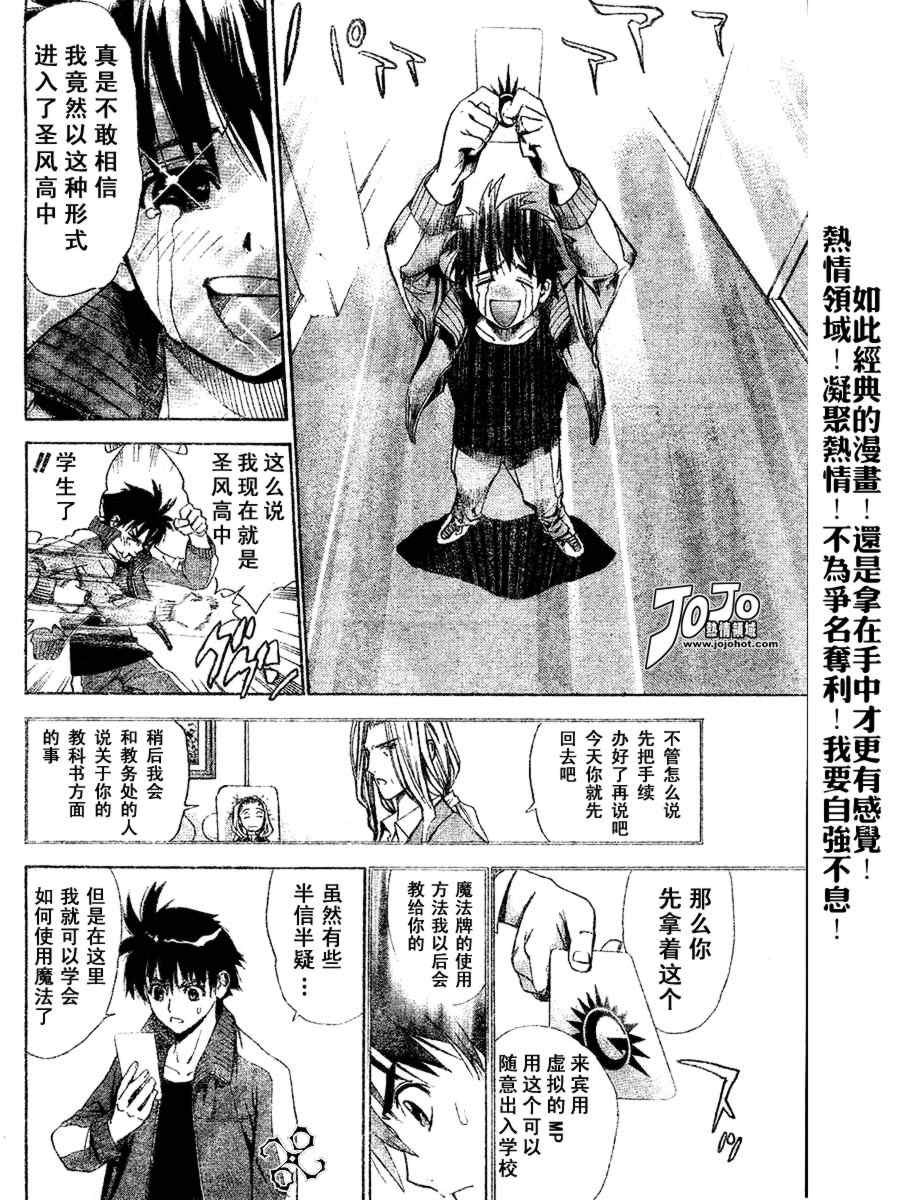 真是不敢相信
我竟然以这种形式
进入了圣风高中
这么说
我现在就是
圣风高中
学生了
!!
不管怎么说
先把手续
办好了再说吧
今天你就先
回去吧
稍后我会
和教务处的人
说关于你的
教科书方面
的事
那么你
先拿着这个
来宾用
虚拟的MP
用这个可以
随意出入学校
魔法牌的使用
方法我以后会
教给你的
虽然有些
半信半疑…
但是在这里
我就可以学会
如何使用魔法了
JOJO
熱情領域
www.jojohot.com
如此經典的漫畫！還是拿在手中才更有感覺！
熱情領域！凝聚熱情！不為爭名奪利！我要自強不息！